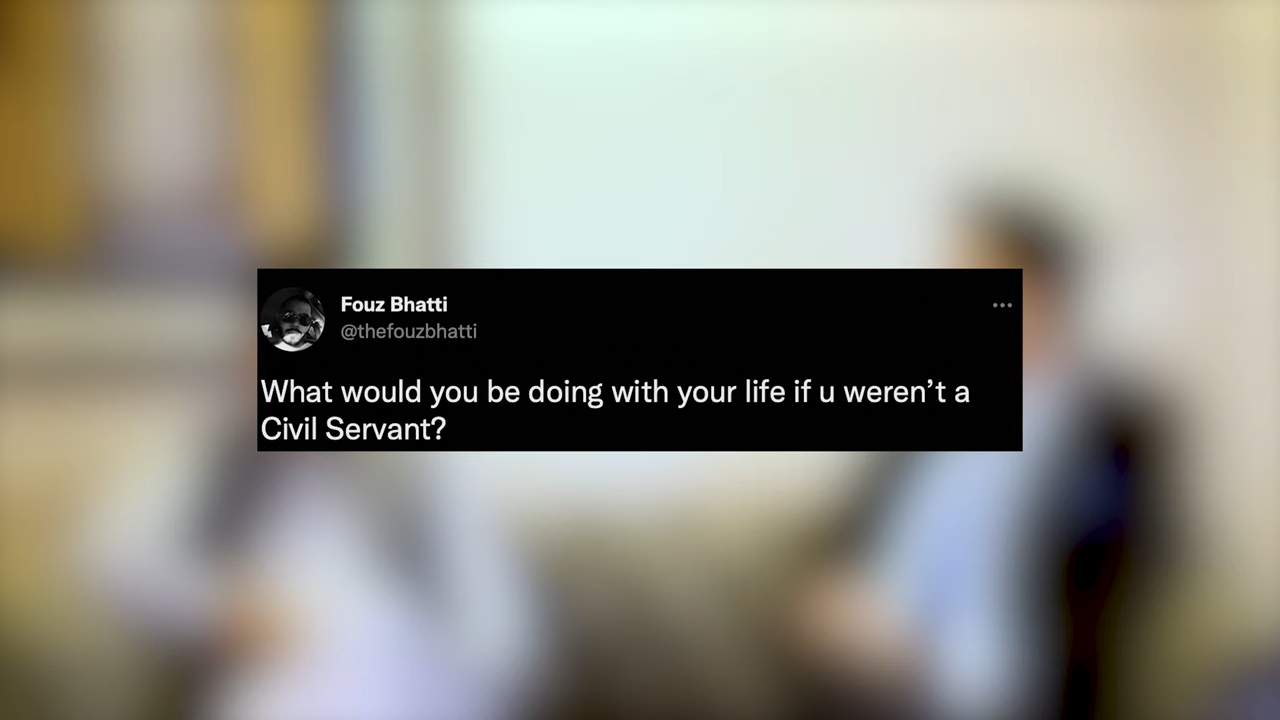 Fouz Bhatti
@thefouzbhatti
What would you be doing with your life if u weren’t a
Civil Servant?